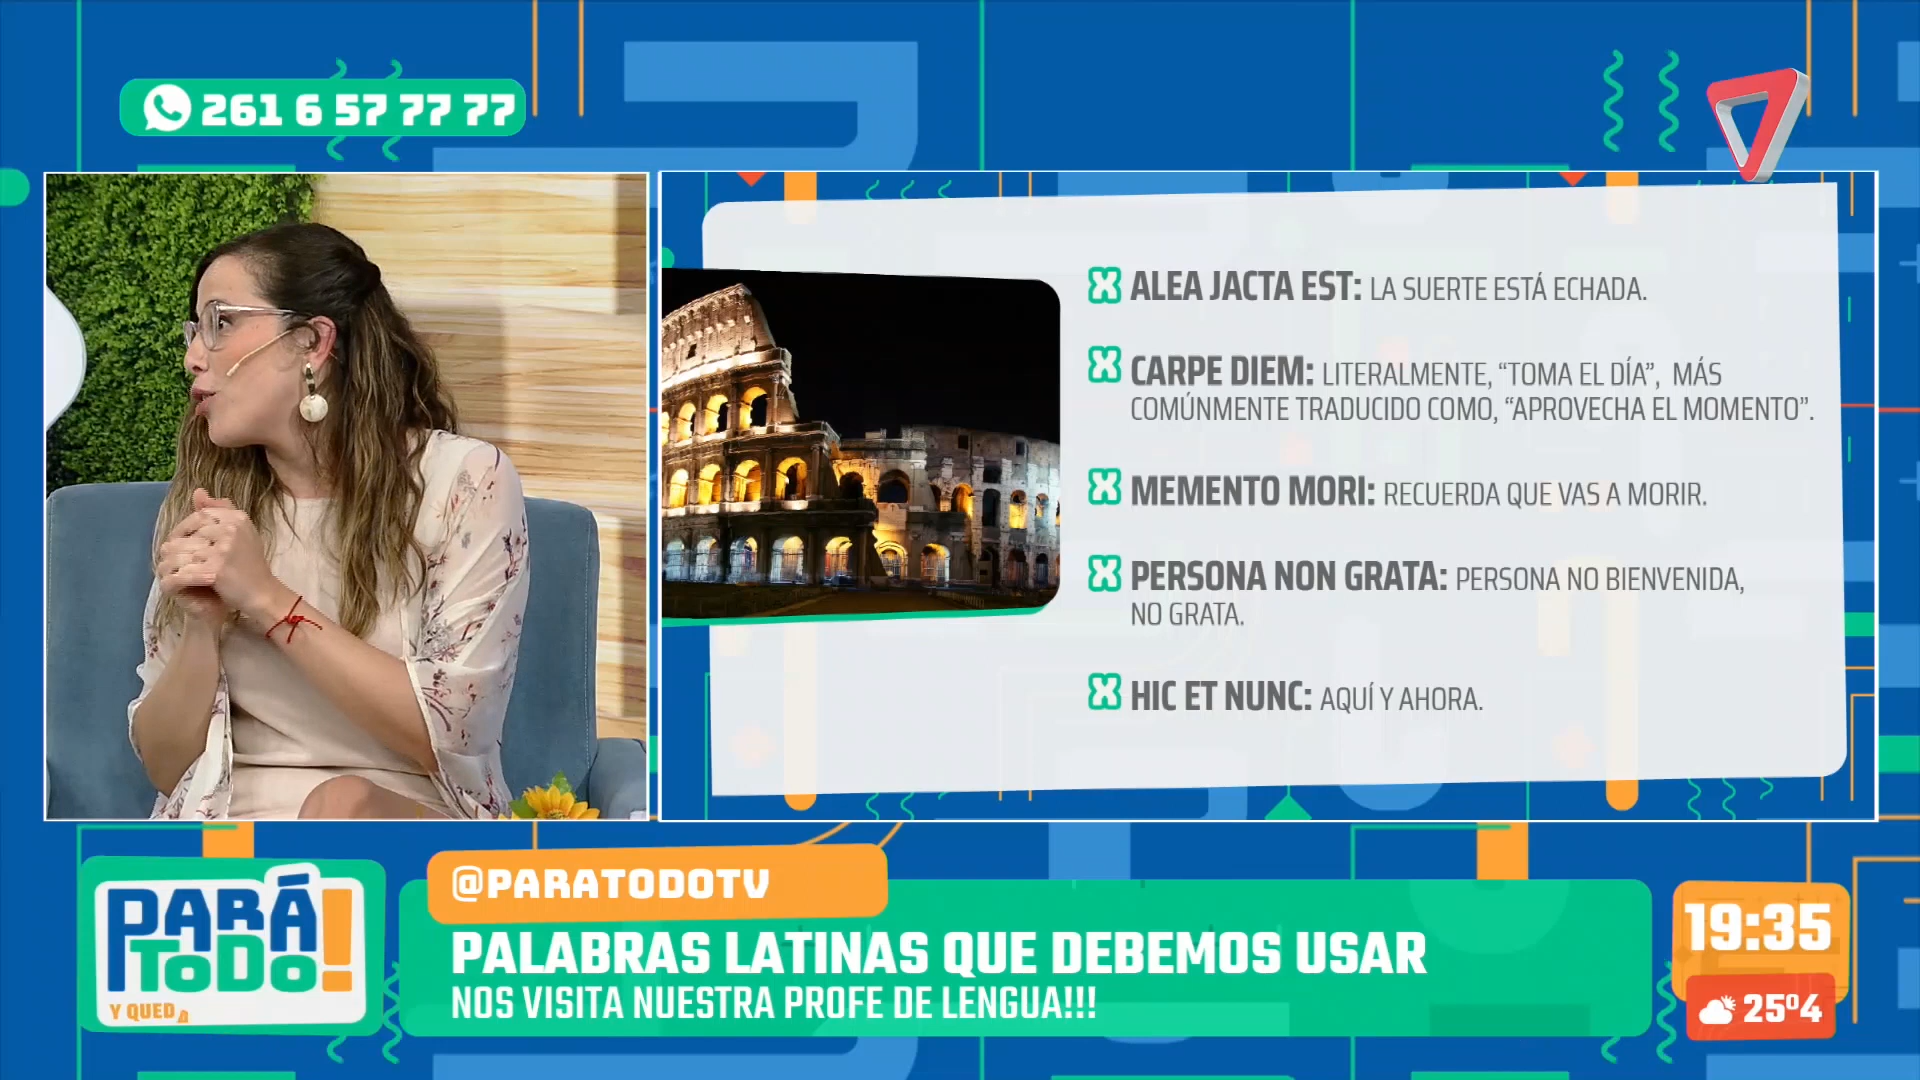 261 6 57 77 77
ALEA JACTA EST: LA SUERTE ESTÁ ECHADA.
CARPE DIEM: LITERALMENTE, “TOMA EL DÍA”, MÁS
COMÚNMENTE TRADUCIDO COMO, “APROVECHA EL MOMENTO”.
MEMENTO MORI: RECUERDA QUE VAS A MORIR.
PERSONA NON GRATA: PERSONA NO BIENVENIDA,
NO GRATA.
HIC ET NUNC: AQUÍ Y AHORA.
@PARATODOTV
PALABRAS LATINAS QUE DEBEMOS USAR
NOS VISITA NUESTRA PROFE DE LENGUA!!!
PARÁ
TODO!
Y QUED
19:35
25º4